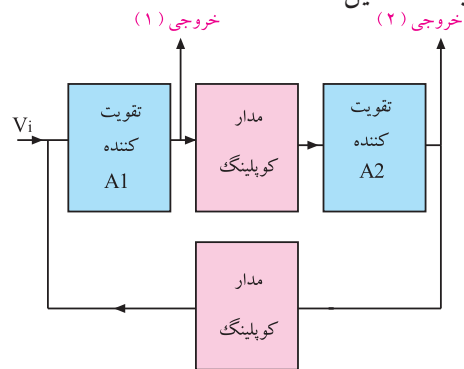 خروجی (۱)
خروجی (۲)
Vi
تقویت
کننده
A1
مدار
کوپلینگ
تقویت
کننده
A2
مدار
کوپلینگ